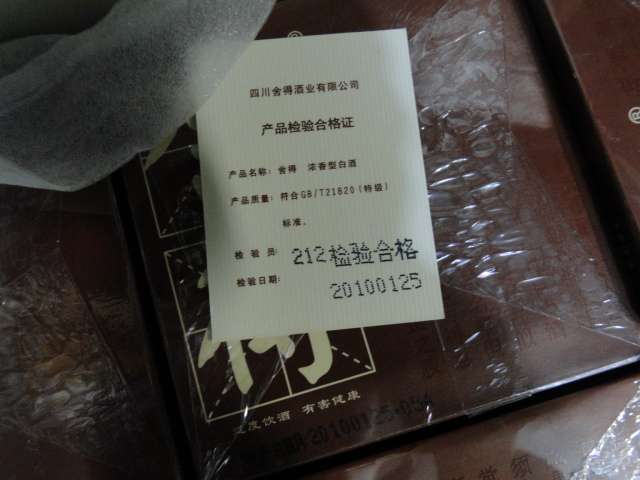 四川舍得酒业有限公司
产品检验合格证
产品名称：舍得 浓香型白酒
产品质量：符合GB/T21820（特级）
标准。
检 验 员：212检验合格
检验日期：20100125
得
过度饮酒 有害健康
20100125